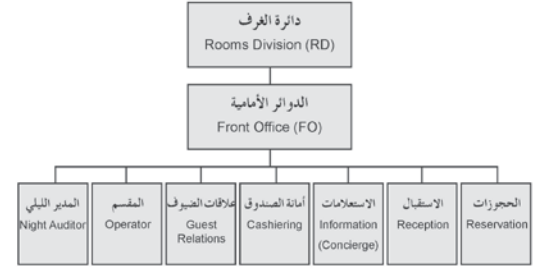 دائرة الغرف
Rooms Division (RD)
الدوائر الأمامية
Front Office (FO)
الحجوزات
Reservation
الاستقبال
Reception
الاستعلامات
Information
(Concierge)
أمانة الصندوق
Cashiering
علاقات الضيوف
Guest
Relations
المقسم
Operator
المدير الليلي
Night Auditor